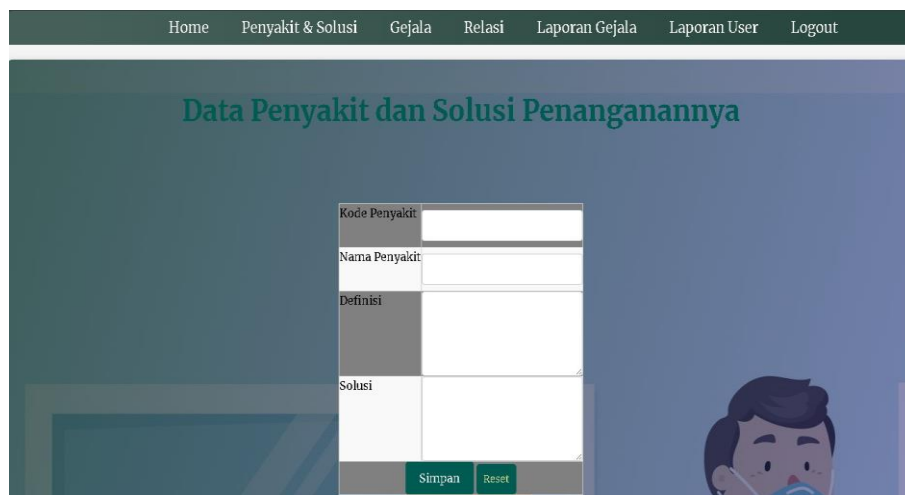 Home Penyakit & Solusi Gejala Relasi Laporan Gejala Laporan User Logout
Data Penyakit dan Solusi Penanganannya
Kode Penyakit
Nama Penyakit
Definisi
Solusi
Simpan Reset